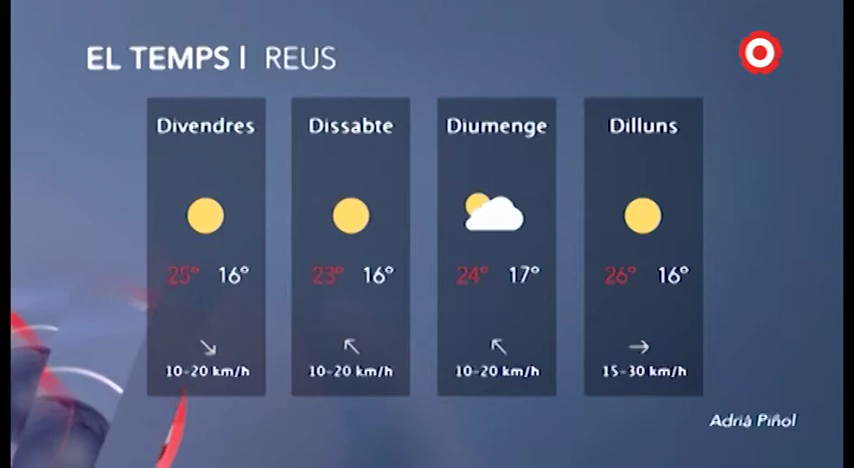 EL TEMPS | REUS
Divendres
25° 16°
10-20 km/h
Dissabte
23° 16°
10-20 km/h
Diumenge
24° 17°
10-20 km/h
Dilluns
26° 16°
15-30 km/h
Adrià Piñol